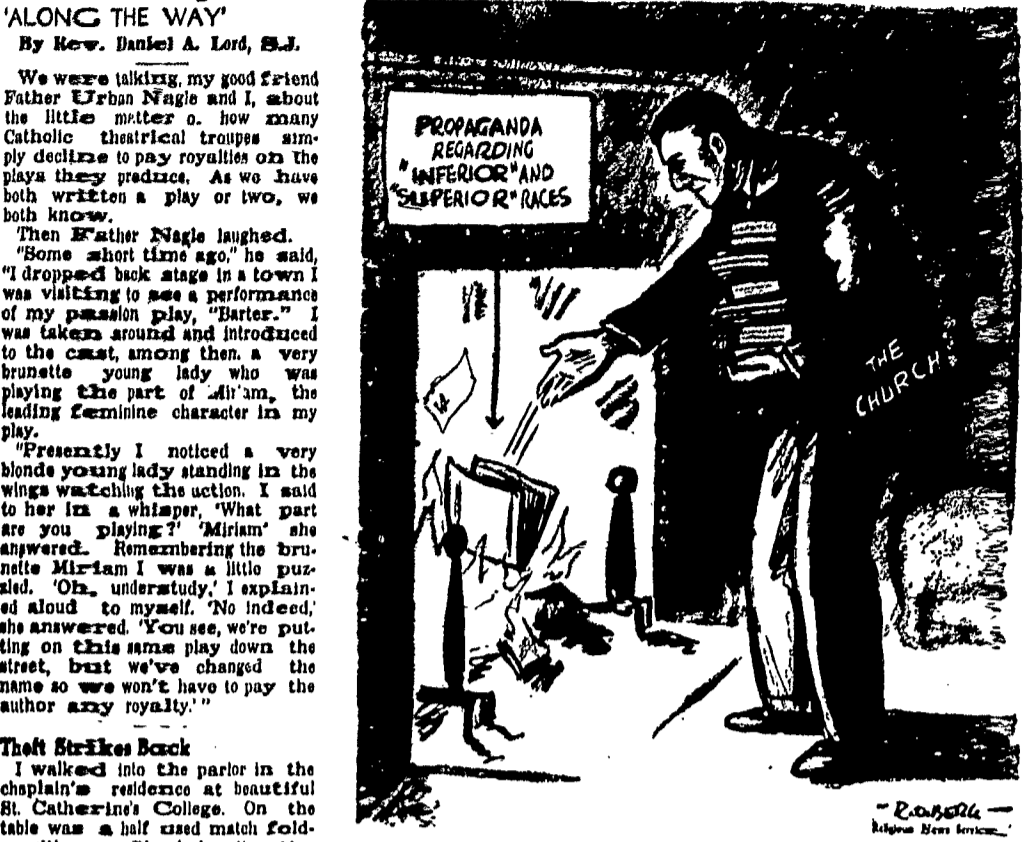 'ALONG THE WAY'
By Rev. Daniel A. Lord, S.J.
We were talking, my good friend
Father Urban Nagle and I, about
the little matter o. how many
Catholic theatrical troupes sim-
ply decline to pay royalties on the
plays they produce. As we have
both written a play or two, we
both know.
Then Father Nagle laughed.
"Some short time ago," he said,
"I dropped back stage in a town I
was visiting to see a performance
of my passion play, "Barter." I
was taken around and introduced
to the cast, among then. a very
brunette young lady who was
playing the part of Miriam, the
leading feminine character in my
play.
"Presently I noticed a very
blonde young lady standing in the
wings watching the action. I said
to her in a whisper, 'What part
are you playing?' 'Miriam' she
answered. Remembering the bru-
nette Miriam I was a little puz-
zled. 'Oh, understudy,' I explain-
ed aloud to myself. 'No indeed,'
she answered. 'You see, we're put-
ting on this same play down the
street, but we've changed the
name so we won't have to pay the
author any royalty.'"
Theft Strikes Back
I walked into the parlor in the
chaplain's residence at beautiful
St. Catherine's College. On the
table was a half used match fold-
PROPAGANDA
REGARDING
"INFERIOR" AND
"SUPERIOR" RACES
THE
CHURCH
Religious News Service